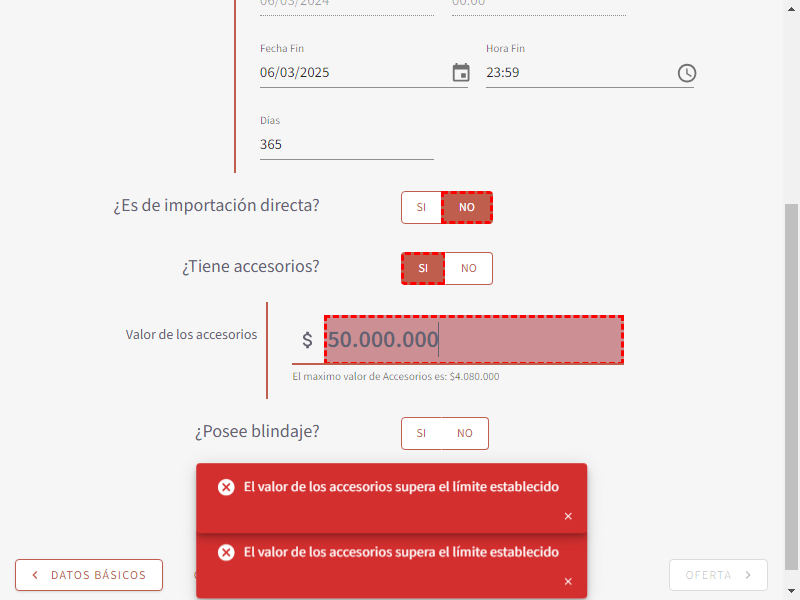 06/03/2024 00:00
Fecha Fin Hora Fin
06/03/2025 23:59
Días
365
¿Es de importación directa? SI NO
¿Tiene accesorios? SI NO
Valor de los accesorios $ 50.000.000
El maximo valor de Accesorios es: $4.080.000
¿Posee blindaje? SI NO
El valor de los accesorios supera el límite establecido
×
El valor de los accesorios supera el límite establecido
DATOS BÁSICOS OFERTA
×